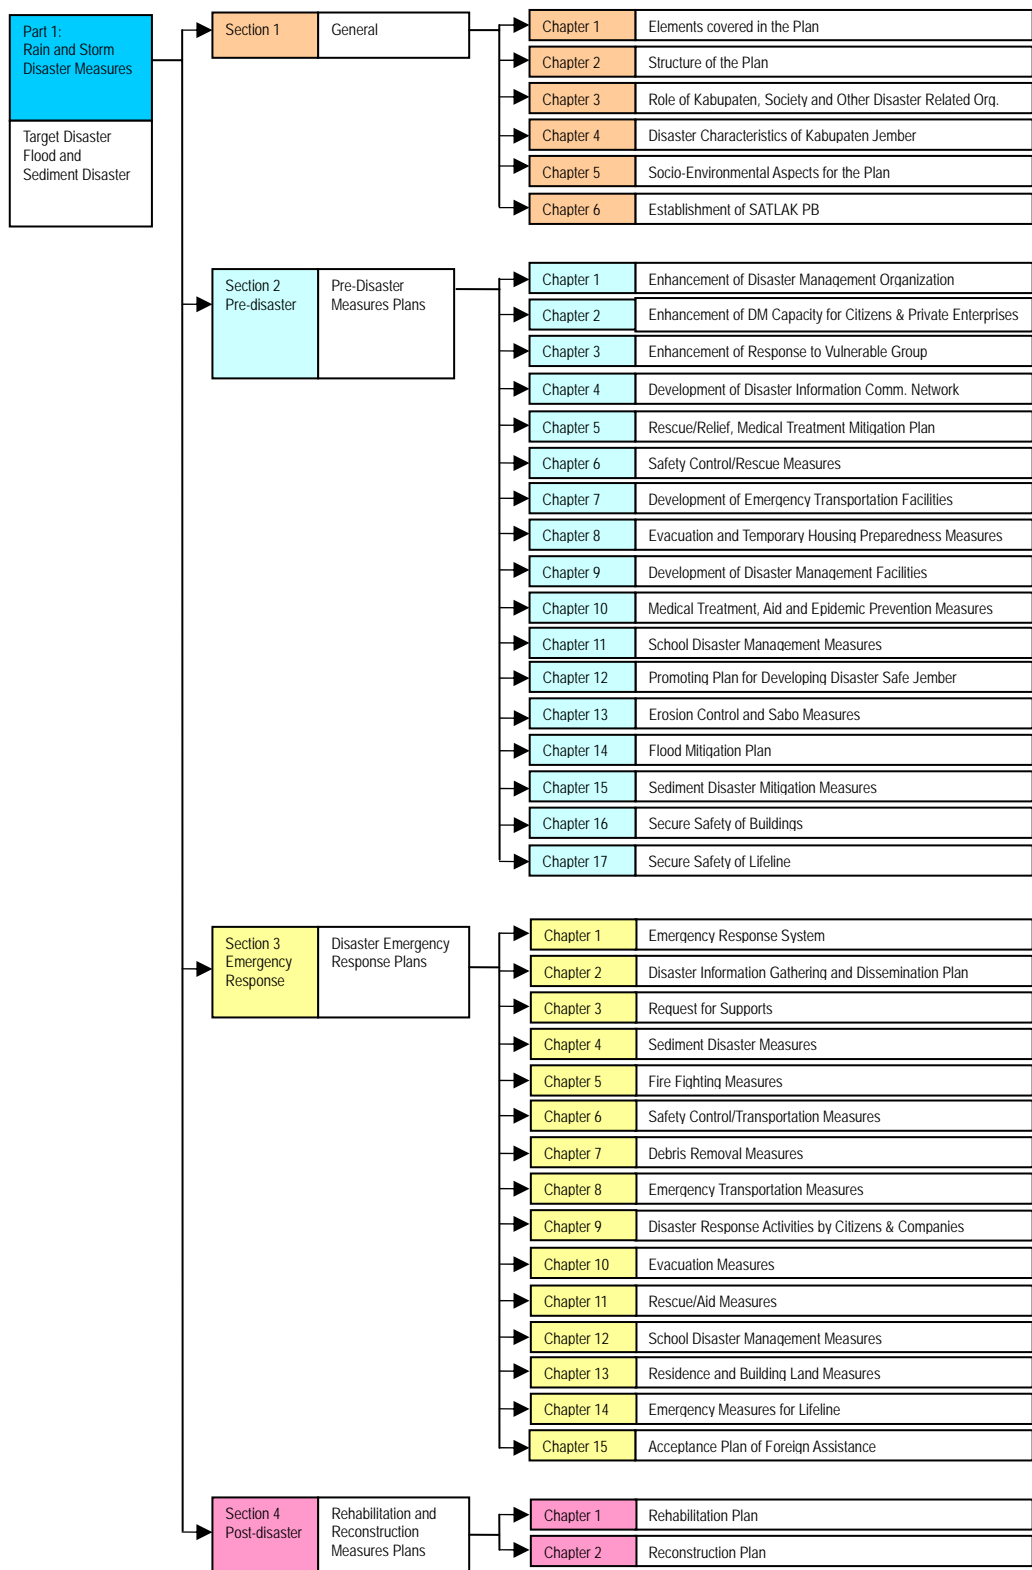 Part 1:
Rain and Storm
Disaster Measures
Target Disaster
Flood and
Sediment Disaster
Section 1
General
Chapter 1
Elements covered in the Plan
Chapter 2
Structure of the Plan
Chapter 3
Role of Kabupaten, Society and Other Disaster Related Org.
Chapter 4
Disaster Characteristics of Kabupaten Jember
Chapter 5
Socio-Environmental Aspects for the Plan
Chapter 6
Establishment of SATLAK PB
Section 2
Pre-disaster
Pre-Disaster
Measures Plans
Chapter 1
Enhancement of Disaster Management Organization
Chapter 2
Enhancement of DM Capacity for Citizens & Private Enterprises
Chapter 3
Enhancement of Response to Vulnerable Group
Chapter 4
Development of Disaster Information Comm. Network
Chapter 5
Rescue/Relief, Medical Treatment Mitigation Plan
Chapter 6
Safety Control/Rescue Measures
Chapter 7
Development of Emergency Transportation Facilities
Chapter 8
Evacuation and Temporary Housing Preparedness Measures
Chapter 9
Development of Disaster Management Facilities
Chapter 10
Medical Treatment, Aid and Epidemic Prevention Measures
Chapter 11
School Disaster Management Measures
Chapter 12
Promoting Plan for Developing Disaster Safe Jember
Chapter 13
Erosion Control and Sabo Measures
Chapter 14
Flood Mitigation Plan
Chapter 15
Sediment Disaster Mitigation Measures
Chapter 16
Secure Safety of Buildings
Chapter 17
Secure Safety of Lifeline
Section 3
Emergency
Response
Disaster Emergency
Response Plans
Chapter 1
Emergency Response System
Chapter 2
Disaster Information Gathering and Dissemination Plan
Chapter 3
Request for Supports
Chapter 4
Sediment Disaster Measures
Chapter 5
Fire Fighting Measures
Chapter 6
Safety Control/Transportation Measures
Chapter 7
Debris Removal Measures
Chapter 8
Emergency Transportation Measures
Chapter 9
Disaster Response Activities by Citizens & Companies
Chapter 10
Evacuation Measures
Chapter 11
Rescue/Aid Measures
Chapter 12
School Disaster Management Measures
Chapter 13
Residence and Building Land Measures
Chapter 14
Emergency Measures for Lifeline
Chapter 15
Acceptance Plan of Foreign Assistance
Section 4
Post-disaster
Rehabilitation and
Reconstruction
Measures Plans
Chapter 1
Rehabilitation Plan
Chapter 2
Reconstruction Plan